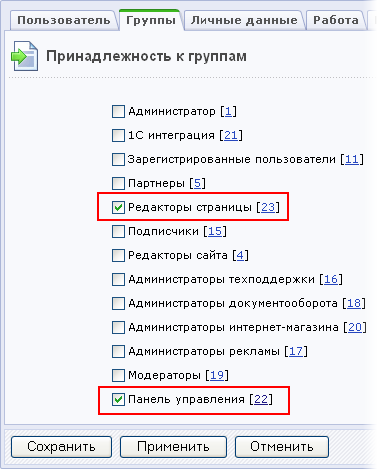 Пользователь Группы Личные данные Работа
Принадлежность к группам
Администратор [1]
1С интеграция [21]
Зарегистрированные пользователи [11]
Партнеры [5]
Редакторы страницы [23]
Подписчики [15]
Редакторы сайта [4]
Администраторы техподдержки [16]
Администраторы документооборота [18]
Администраторы интернет-магазина [20]
Администраторы рекламы [17]
Модераторы [19]
Панель управления [22]
Сохранить Применить Отменить